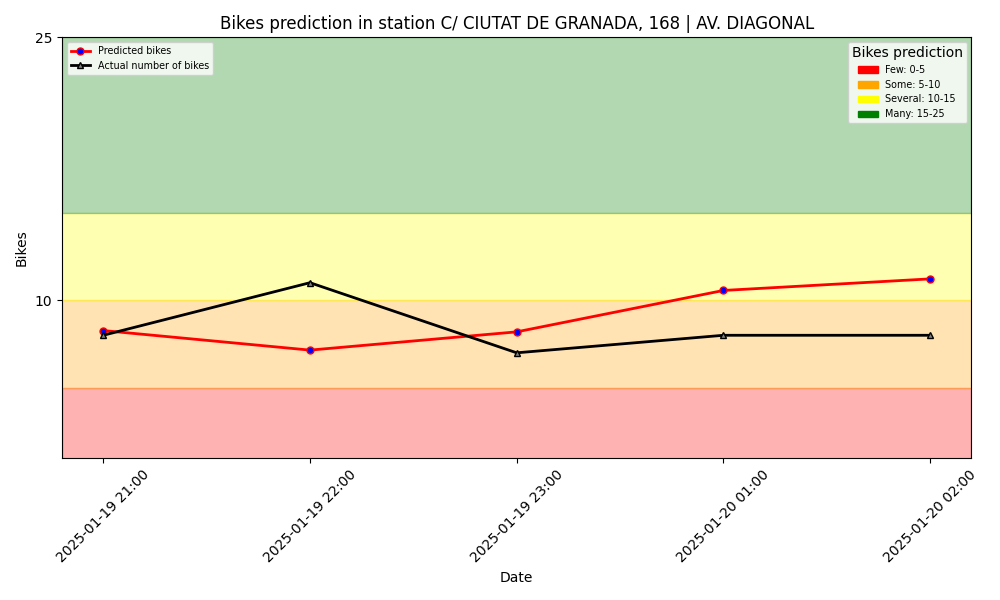 Bikes prediction in station C/ CIUTAT DE GRANADA, 168 | AV. DIAGONAL
25
Predicted bikes
Actual number of bikes
Bikes prediction
Few: 0-5
Some: 5-10
Several: 10-15
Many: 15-25
Bikes
10
2025-01-19 21:00
2025-01-19 22:00
2025-01-19 23:00
2025-01-20 01:00
2025-01-20 02:00
Date